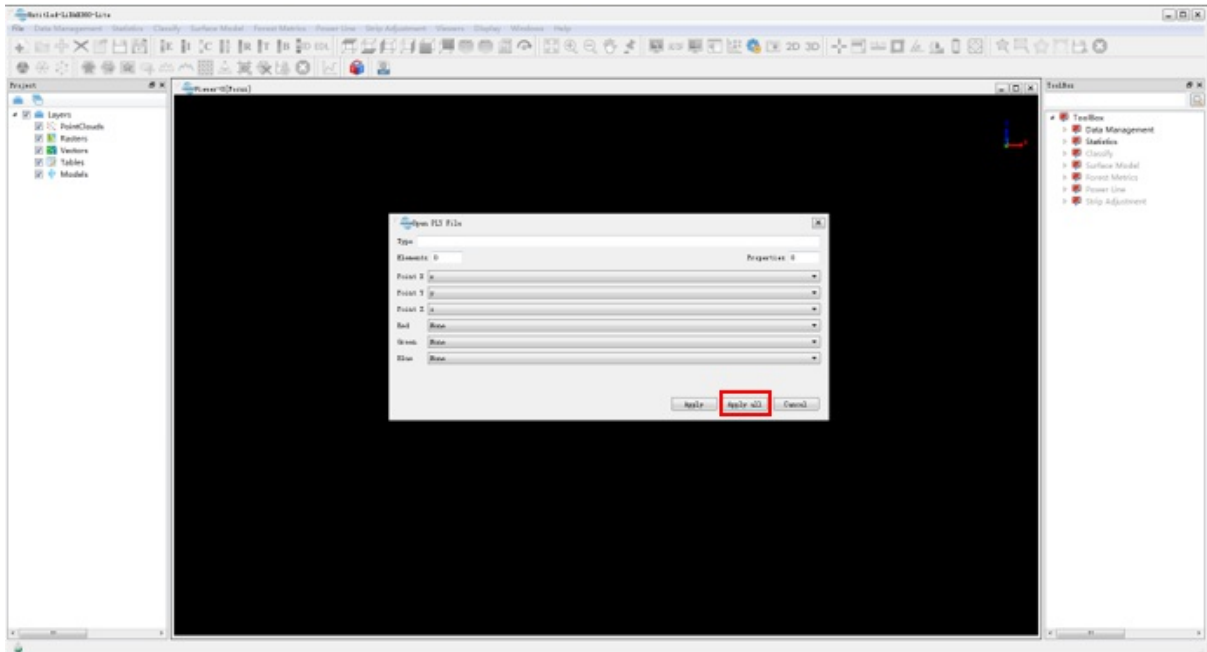 File Data Management Statistics Classify Surface Model Forest Metrics Power Line Strip Adjustment Viewers Display Windows Help
2D 3D
Project
Layers
PointClouds
Rasters
Vectors
Tables
Models
ToolBox
ToolBox
Data Management
Statistics
Classify
Surface Model
Forest Metrics
Power Line
Strip Adjustment
Open PLY File
Type
Elements 0 Properties 0
Point X x
Point Y y
Point Z z
Red None
Green None
Blue None
Apply Apply all Cancel